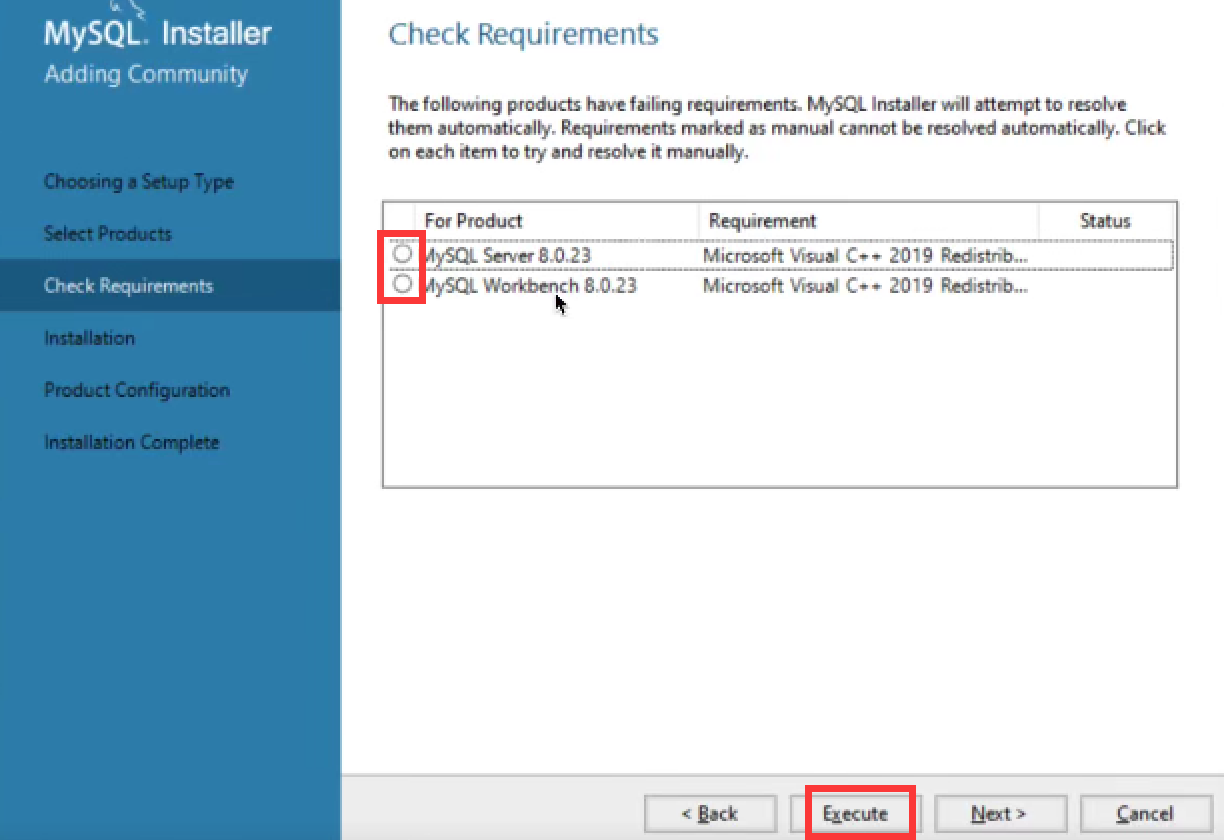 MySQL. Installer
Adding Community
Choosing a Setup Type
Select Products
Check Requirements
Installation
Product Configuration
Installation Complete
Check Requirements
The following products have failing requirements. MySQL Installer will attempt to resolve
them automatically. Requirements marked as manual cannot be resolved automatically. Click
on each item to try and resolve it manually.
For Product Requirement Status
MySQL Server 8.0.23 Microsoft Visual C++ 2019 Redistrib...
MySQL Workbench 8.0.23 Microsoft Visual C++ 2019 Redistrib...
< Back Execute Next > Cancel